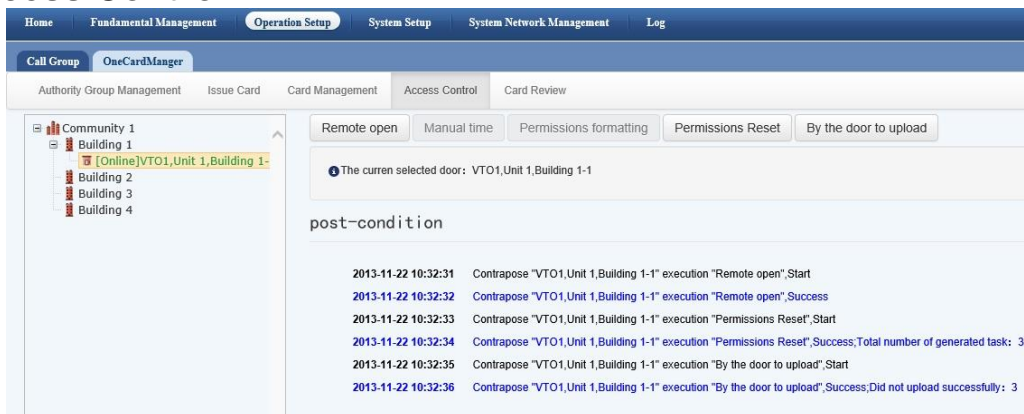 Home Fundamental Management Operation Setup System Setup System Network Management Log
Call Group OneCardManger
Authority Group Management Issue Card Card Management Access Control Card Review
Community 1
Building 1
[Online]VTO1,Unit 1,Building 1-
Building 2
Building 3
Building 4
Remote open Manual time Permissions formatting Permissions Reset By the door to upload
The curren selected door: VTO1,Unit 1,Building 1-1
post-condition
2013-11-22 10:32:31 Contrapose "VTO1,Unit 1,Building 1-1" execution "Remote open",Start
2013-11-22 10:32:32 Contrapose "VTO1,Unit 1,Building 1-1" execution "Remote open",Success
2013-11-22 10:32:33 Contrapose "VTO1,Unit 1,Building 1-1" execution "Permissions Reset",Start
2013-11-22 10:32:34 Contrapose "VTO1,Unit 1,Building 1-1" execution "Permissions Reset",Success;Total number of generated task: 3
2013-11-22 10:32:35 Contrapose "VTO1,Unit 1,Building 1-1" execution "By the door to upload",Start
2013-11-22 10:32:36 Contrapose "VTO1,Unit 1,Building 1-1" execution "By the door to upload",Success;Did not upload successfully: 3